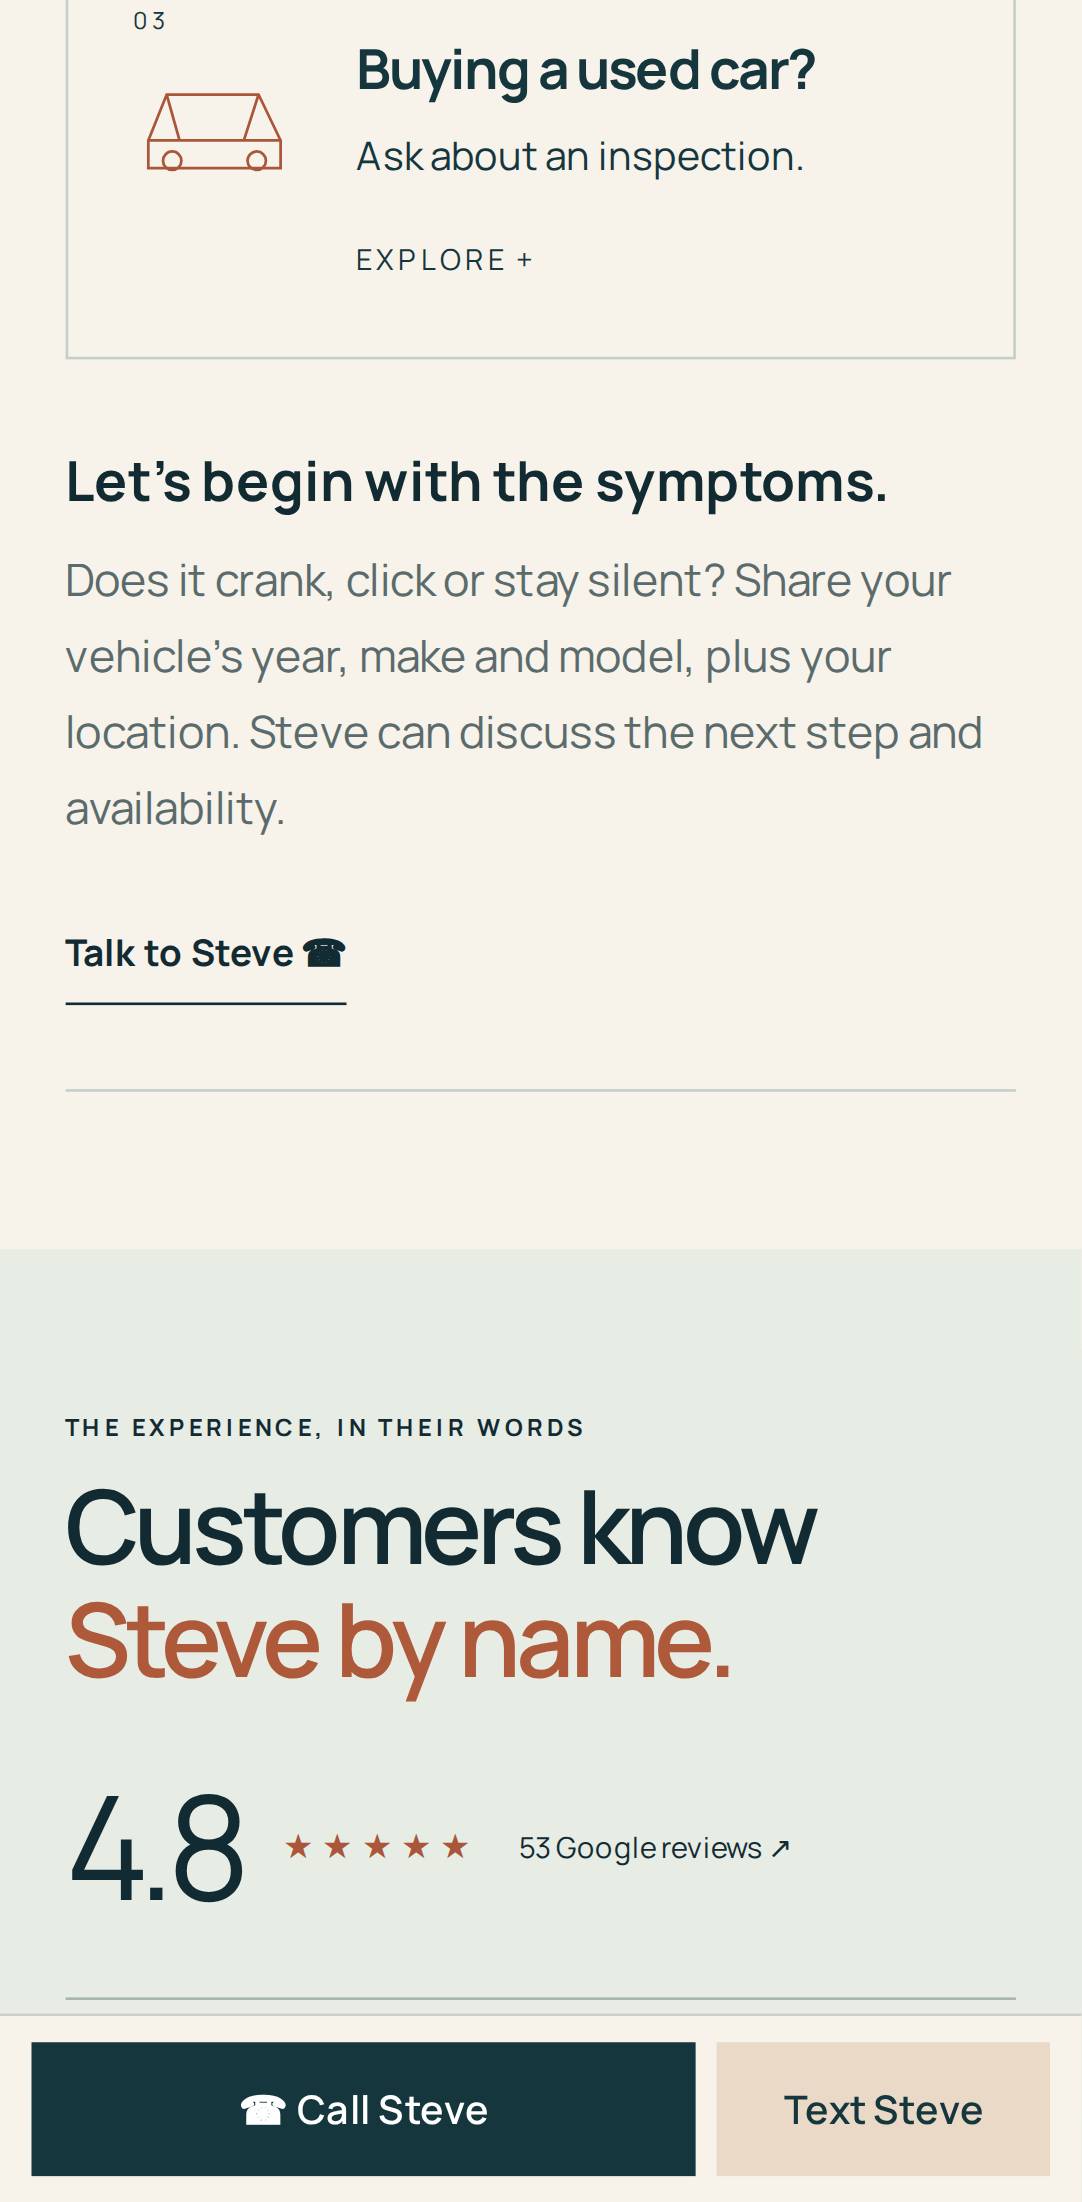 03
Buying a used car?
Ask about an inspection.
EXPLORE +
Let’s begin with the symptoms.
Does it crank, click or stay silent? Share your
vehicle’s year, make and model, plus your
location. Steve can discuss the next step and
availability.
Talk to Steve ☎
THE EXPERIENCE, IN THEIR WORDS
Customers know
Steve by name.
4.8 ★★★★★ 53 Google reviews ↗
☎ Call Steve
Text Steve